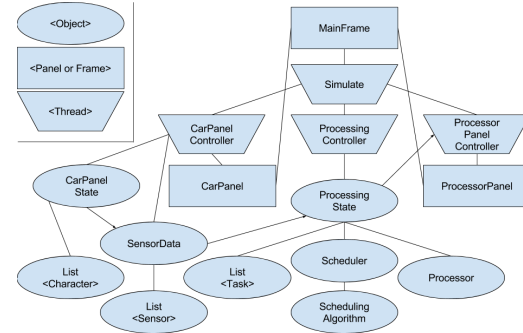 <Object>
<Panel or Frame>
<Thread>
MainFrame
Simulate
CarPanel
Controller
Processing
Controller
Processor
Panel
Controller
CarPanel
State
CarPanel
Processing
State
ProcessorPanel
SensorData
List
<Character>
List
<Sensor>
List
<Task>
Scheduler
Processor
Scheduling
Algorithm